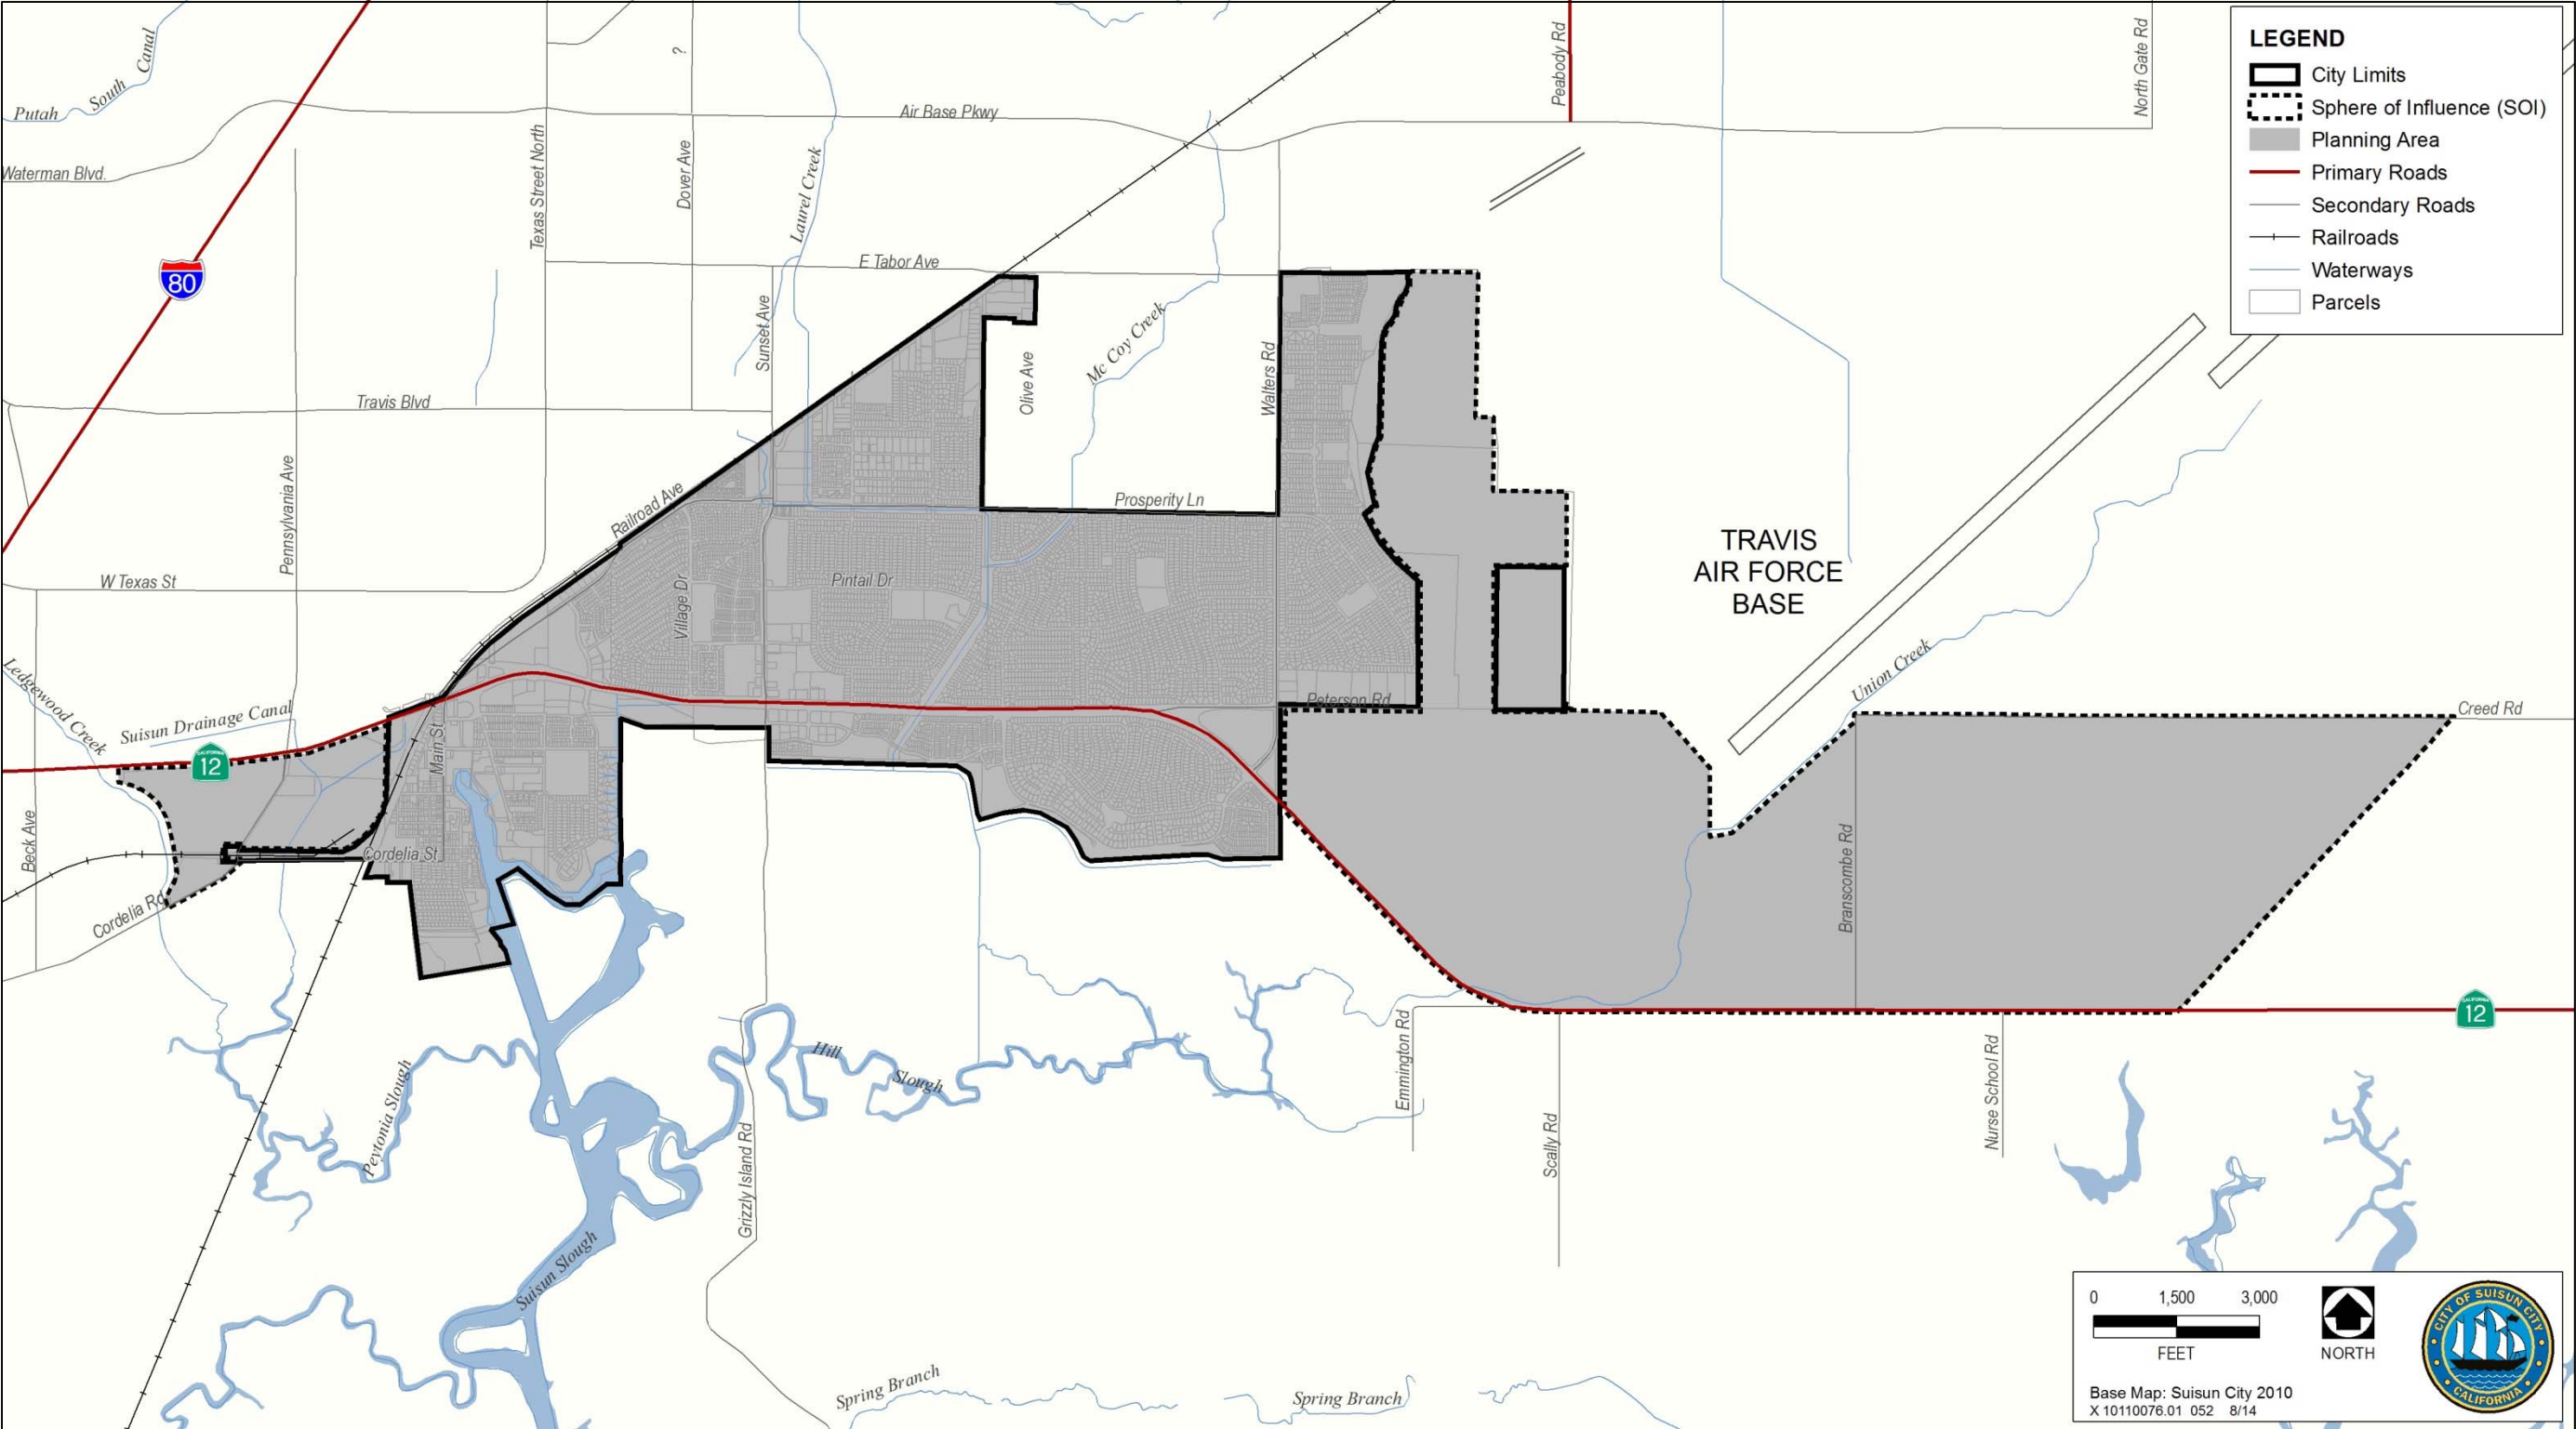 LEGEND
City Limits
Sphere of Influence (SOI)
Planning Area
Primary Roads
Secondary Roads
Railroads
Waterways
Parcels
Putah
South
Canal
?
Peabody Rd
North Gate Rd
Air Base Pkwy
Waterman Blvd.
Texas Street North
Dover Ave
Laurel Creek
80
E Tabor Ave
Sunset Ave
Olive Ave
Mc Coy Creek
Walters Rd
Travis Blvd
Pennsylvania Ave
Railroad Ave
Prosperity Ln
TRAVIS
AIR FORCE
BASE
W Texas St
Village Dr
Pintail Dr
Ledgewood Creek
Suisun Drainage Canal
Union Creek
Peterson Rd
Creed Rd
12
Main St
Beck Ave
Cordelia St
Cordelia Rd
Branscombe Rd
12
Peytonia Slough
Hill
Slough
Emmington Rd
Grizzly Island Rd
Scally Rd
Nurse School Rd
Suisun Slough
Spring Branch
Spring Branch
0 1,500 3,000
FEET
NORTH
Base Map: Suisun City 2010
X 10110076.01 052 8/14
CITY OF SUISUN CITY
CALIFORNIA